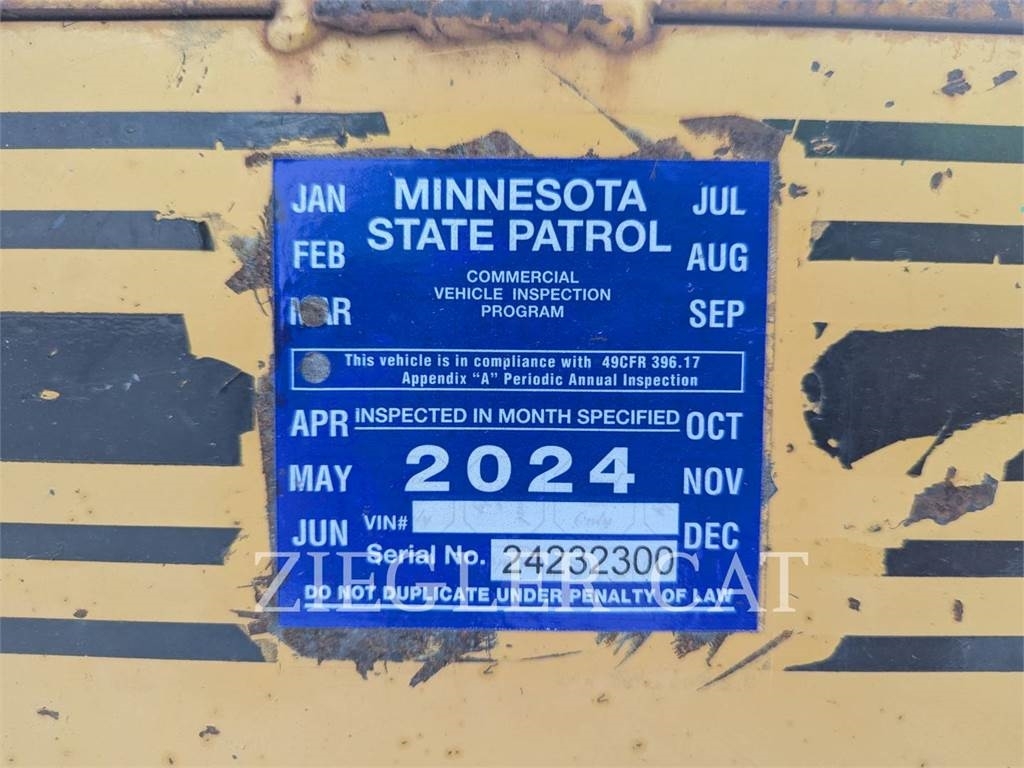 MINNESOTA
STATE PATROL
COMMERCIAL
VEHICLE INSPECTION
PROGRAM
JAN
FEB
MAR
JUL
AUG
SEP
This vehicle is in compliance with 49CFR 396.17
Appendix "A" Periodic Annual Inspection
APR
MAY
JUN
INSPECTED IN MONTH SPECIFIED
2024
OCT
NOV
DEC
VIN#
Serial No. 24232300
DO NOT DUPLICATE UNDER PENALTY OF LAW
ZIEGLER CAT